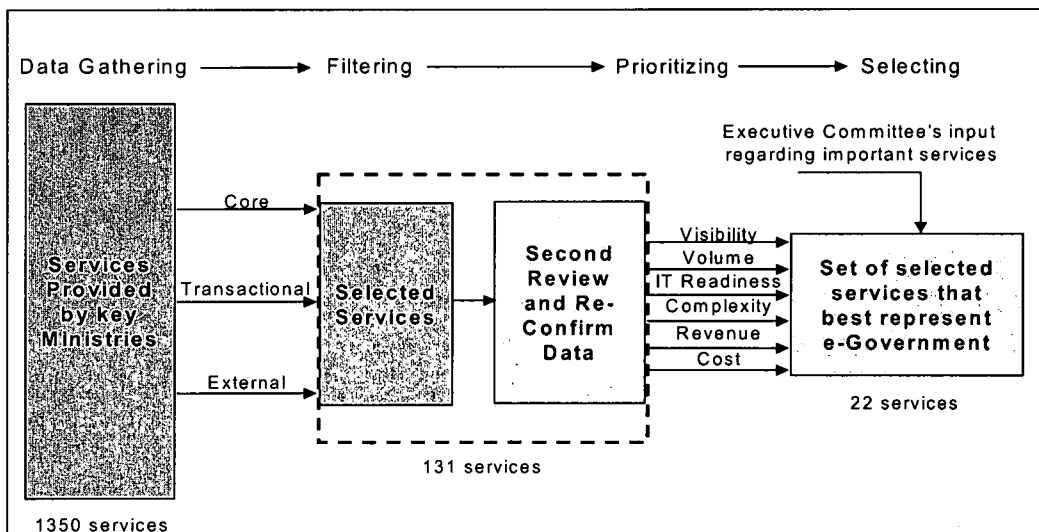 Data Gathering Filtering Prioritizing Selecting
Executive Committee's input
regarding important services
Core
Transactional
External
Services
Provided
by key
Ministries
Selected
Services
Second
Review
and Re-
Confirm
Data
Visibility
Volume
IT Readiness
Complexity
Revenue
Cost
Set of selected
services that
best represent
e-Government
22 services
131 services
1350 services